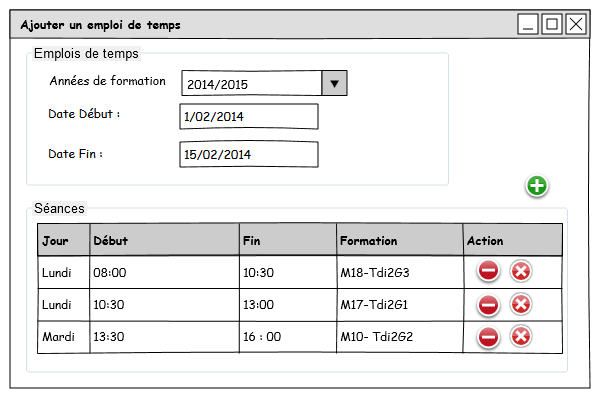 Ajouter un emploi de temps
Emplois de temps
Années de formation 2014/2015
Date Début : 1/02/2014
Date Fin : 15/02/2014
Séances
Jour Début Fin Formation Action
Lundi 08:00 10:30 M18-Tdi2G3
Lundi 10:30 13:00 M17-Tdi2G1
Mardi 13:30 16 : 00 M10- Tdi2G2